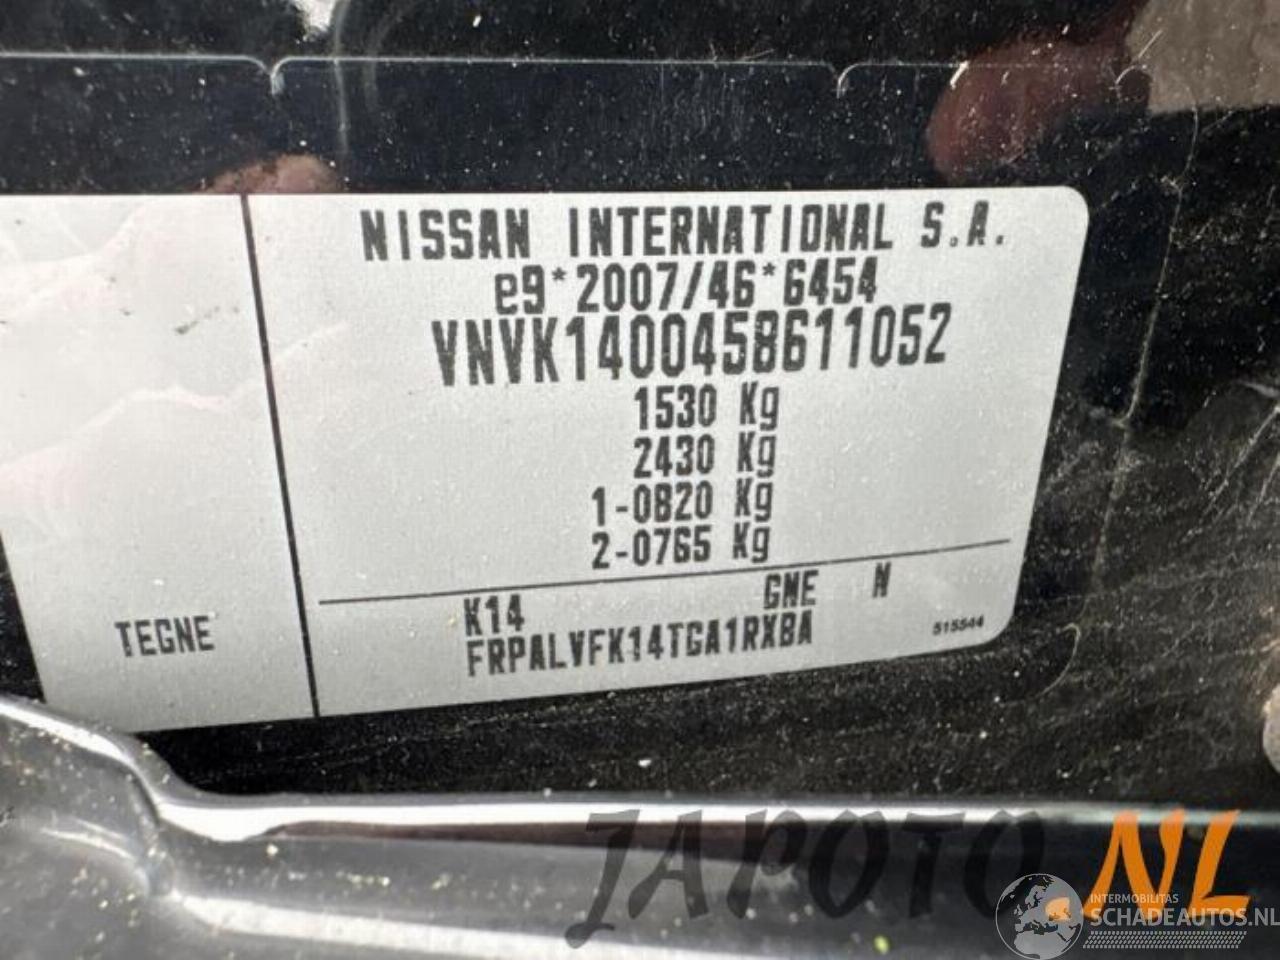 NISSAN INTERNATIONAL S.A.
e9*2007/46*6454
VNVK1400458611052
1530 Kg
2430 Kg
1-0820 Kg
2-0765 Kg
TEGNE
K14 GNE N
FRPALVFK14TGA1RXBA
515544
JAPOTO.NL
INTERMOBILITAS
SCHADEAUTOS.NL